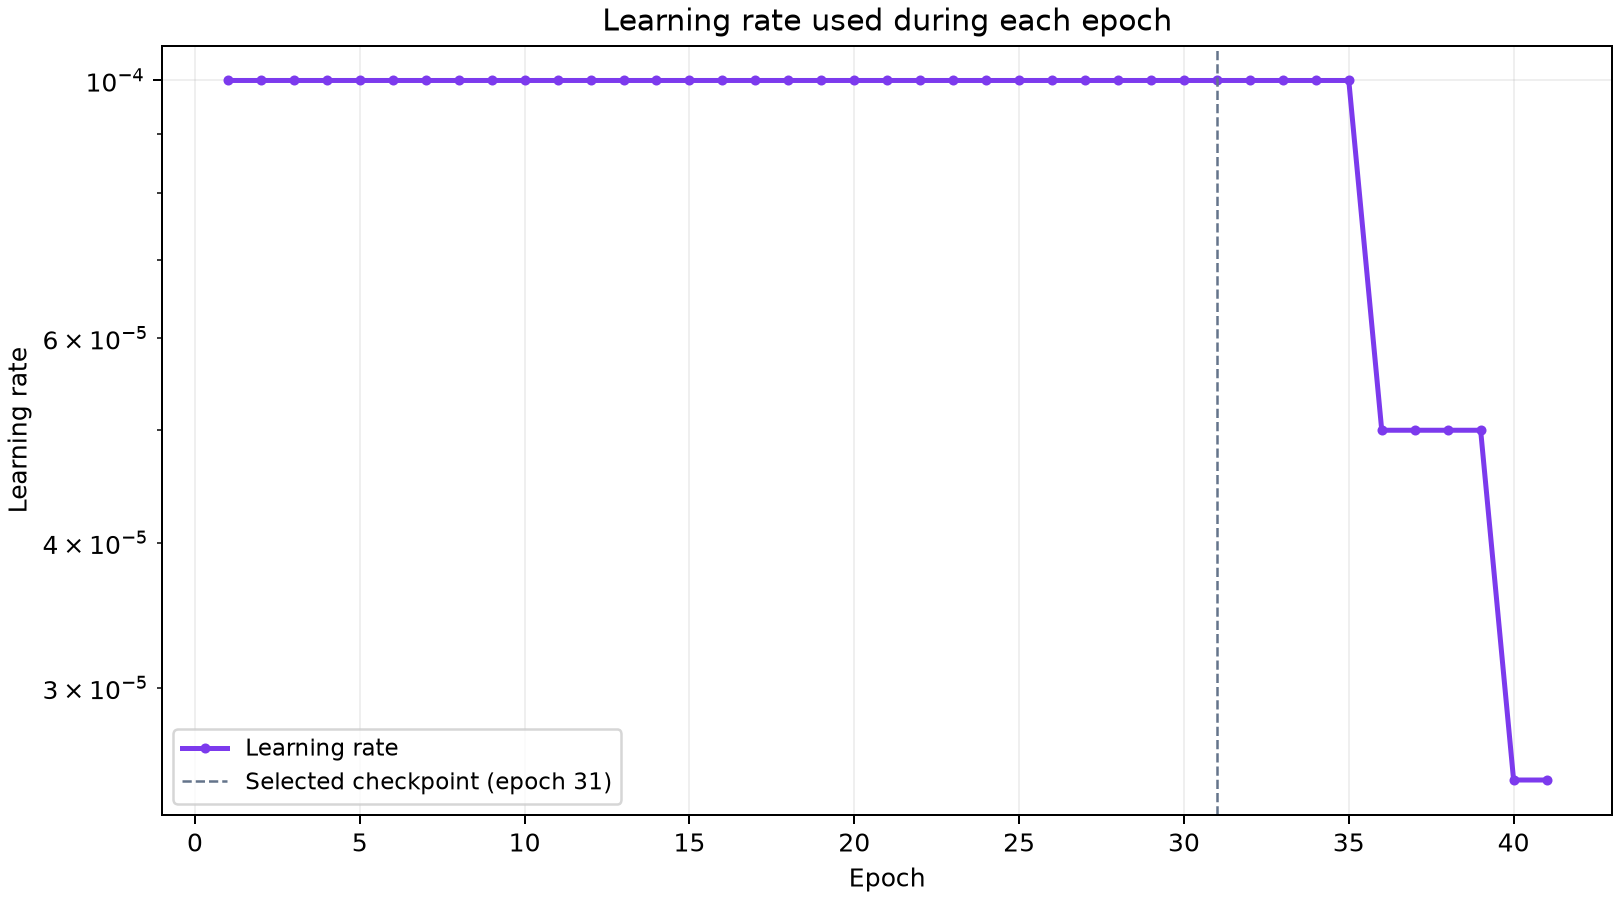 Learning rate used during each epoch
Learning rate
10⁻⁴
6 × 10⁻⁵
4 × 10⁻⁵
3 × 10⁻⁵
Learning rate
Selected checkpoint (epoch 31)
0 5 10 15 20 25 30 35 40
Epoch